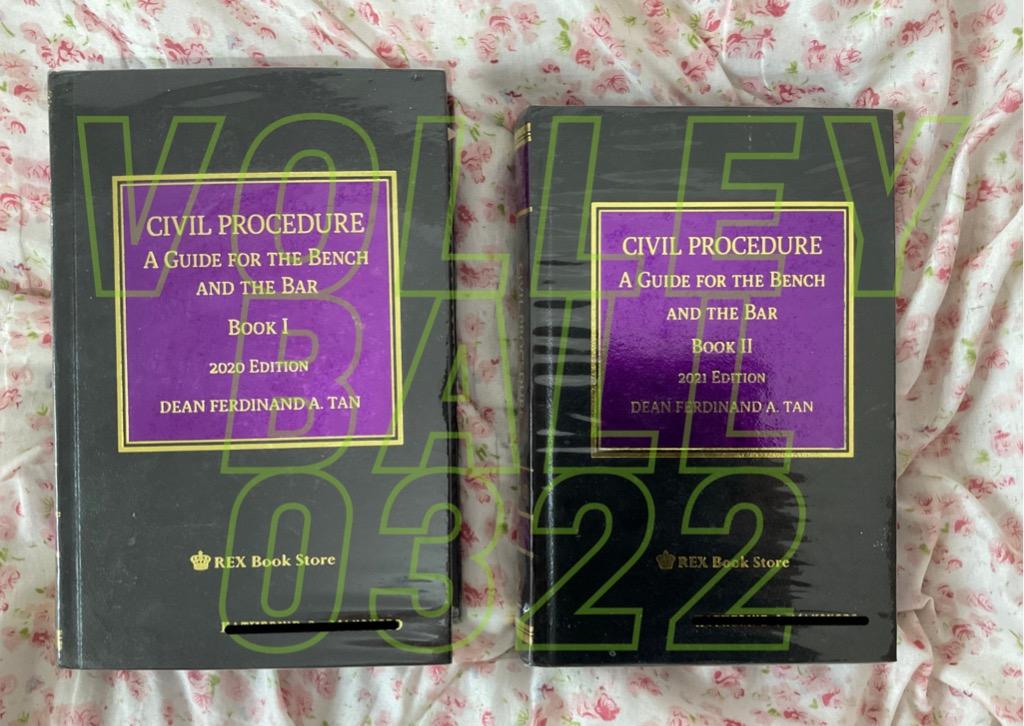 CIVIL PROCEDURE
A GUIDE FOR THE BENCH
AND THE BAR
BOOK I
2020 EDITION
DEAN FERDINAND A. TAN
REX Book Store
CIVIL PROCEDURE
A GUIDE FOR THE BENCH
AND THE BAR
BOOK II
2021 EDITION
DEAN FERDINAND A. TAN
REX Book Store
VOLLEY
BALL
0322